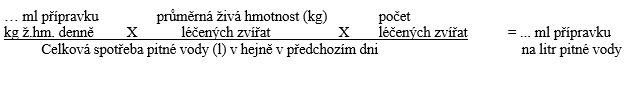 … ml přípravku průměrná živá hmotnost (kg) počet
kg ž.hm. denně X léčených zvířat X léčených zvířat = ... ml přípravku
Celková spotřeba pitné vody (l) v hejně v předchozím dni na litr pitné vody